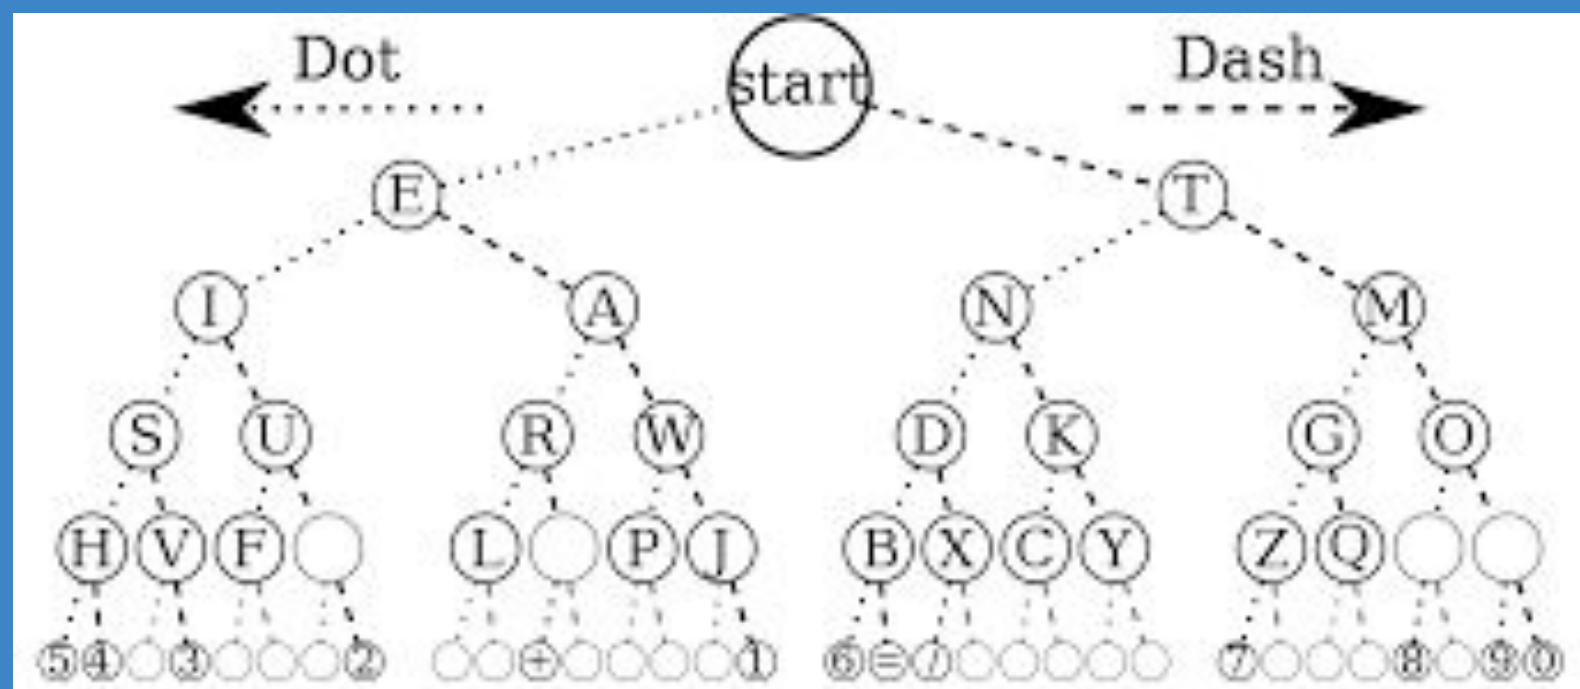 Dot start Dash
E T
I A N M
S U R W D K G O
H V F L P J B X C Y Z Q
5 4 3 2 + 1 6 = / 7 8 9 0